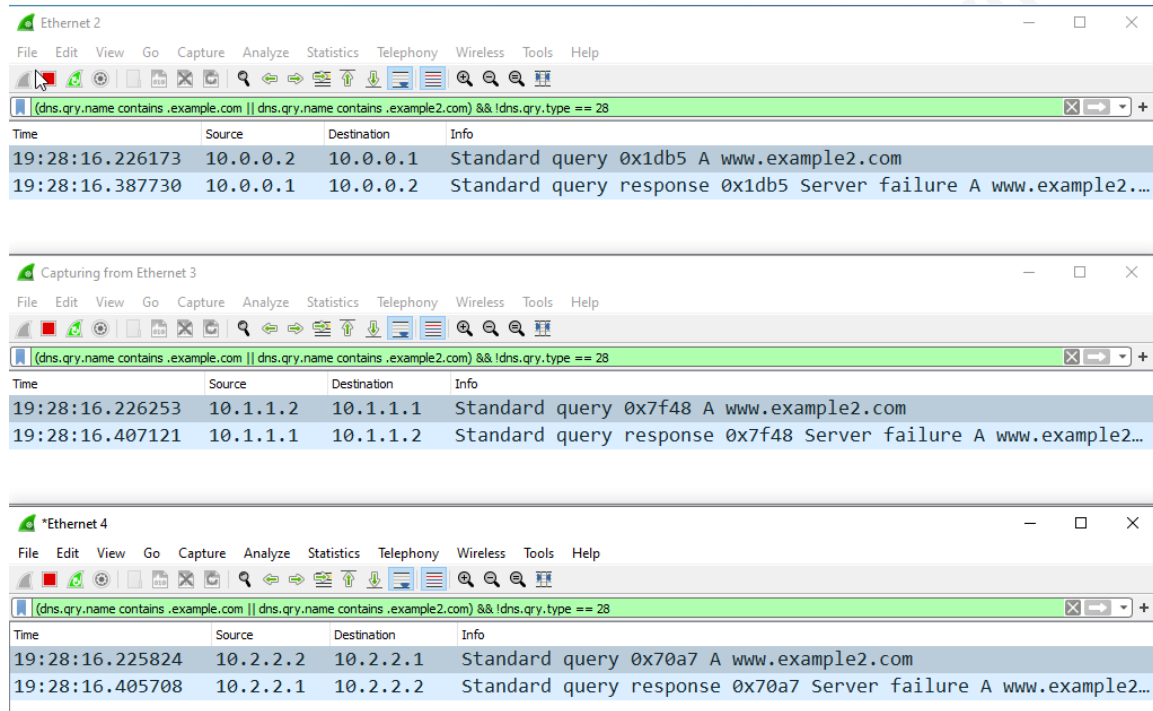 Ethernet 2
File Edit View Go Capture Analyze Statistics Telephony Wireless Tools Help
(dns.qry.name contains .example.com || dns.qry.name contains .example2.com) && !dns.qry.type == 28
Time Source Destination Info
19:28:16.226173 10.0.0.2 10.0.0.1 Standard query 0x1db5 A www.example2.com
19:28:16.387730 10.0.0.1 10.0.0.2 Standard query response 0x1db5 Server failure A www.example2.…
Capturing from Ethernet 3
File Edit View Go Capture Analyze Statistics Telephony Wireless Tools Help
(dns.qry.name contains .example.com || dns.qry.name contains .example2.com) && !dns.qry.type == 28
Time Source Destination Info
19:28:16.226253 10.1.1.2 10.1.1.1 Standard query 0x7f48 A www.example2.com
19:28:16.407121 10.1.1.1 10.1.1.2 Standard query response 0x7f48 Server failure A www.example2…
*Ethernet 4
File Edit View Go Capture Analyze Statistics Telephony Wireless Tools Help
(dns.qry.name contains .example.com || dns.qry.name contains .example2.com) && !dns.qry.type == 28
Time Source Destination Info
19:28:16.225824 10.2.2.2 10.2.2.1 Standard query 0x70a7 A www.example2.com
19:28:16.405708 10.2.2.1 10.2.2.2 Standard query response 0x70a7 Server failure A www.example2…